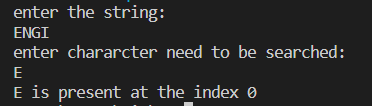 enter the string:
ENGI
enter chararcter need to be searched:
E
E is present at the index 0